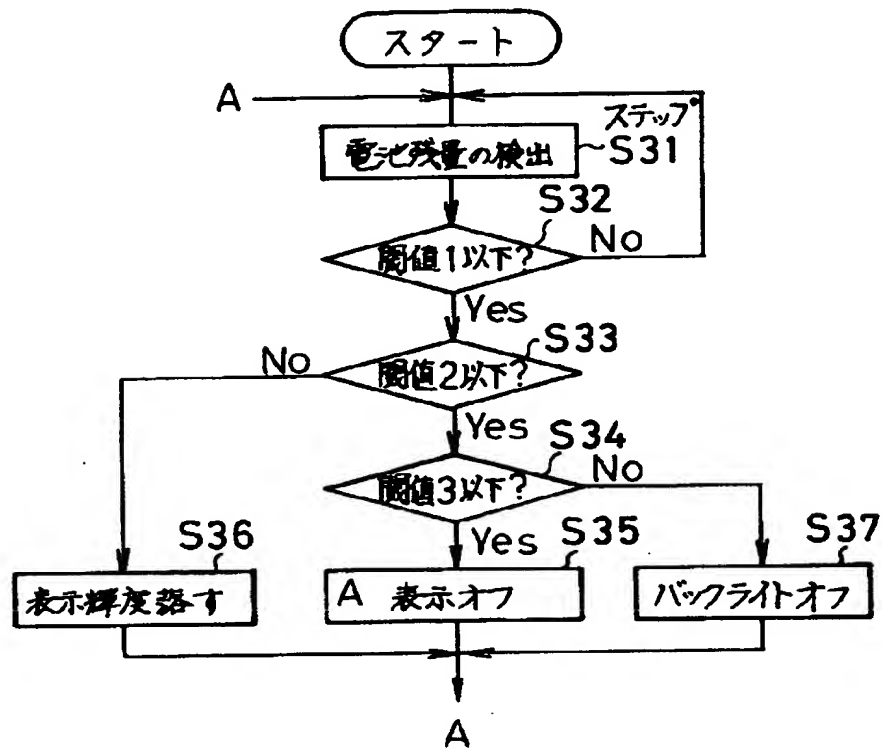 スタート
A
ステップ
電池残量の検出
S31
S32
閾値1以下?
No
Yes
S33
No
閾値2以下?
Yes
S34
No
閾値3以下?
Yes
S36
S35
S37
表示輝度落す
A 表示オフ
バックライトオフ
A